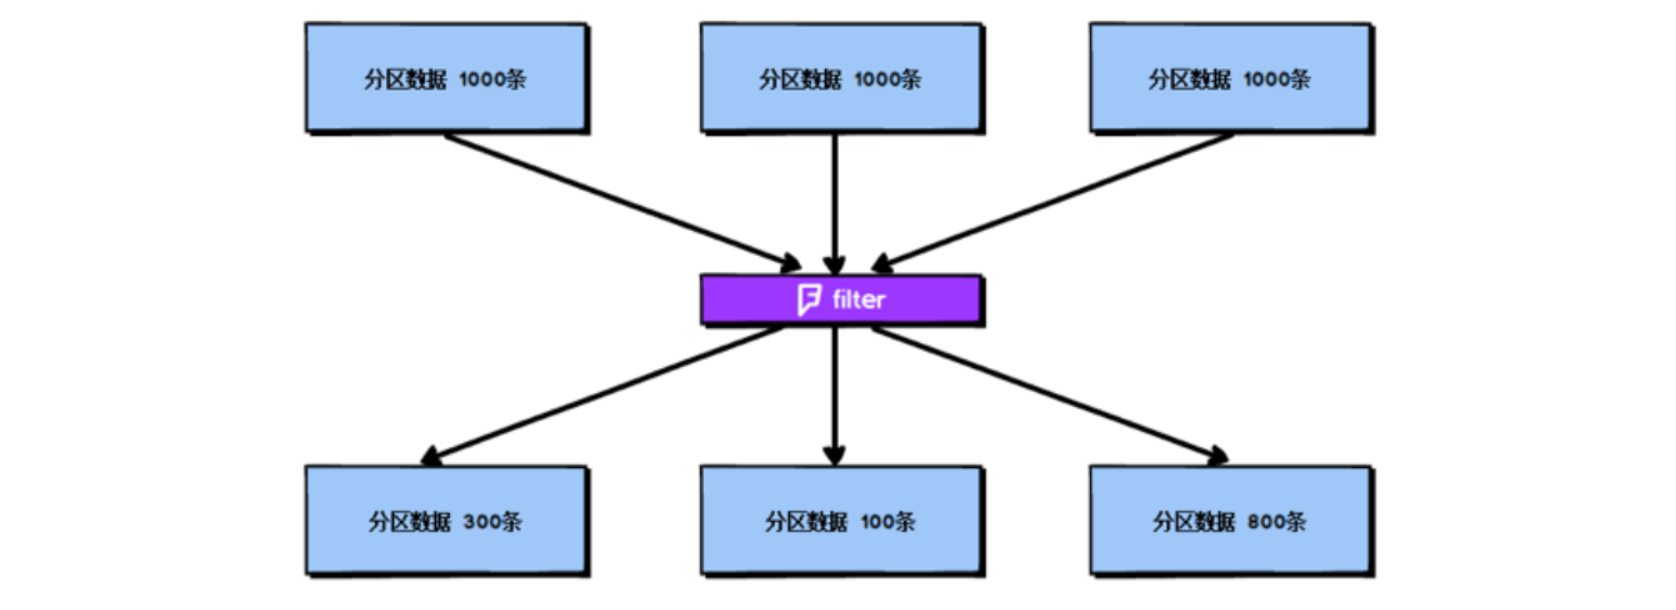 分区数据 1000条
分区数据 1000条
分区数据 1000条
filter
分区数据 300条
分区数据 100条
分区数据 800条